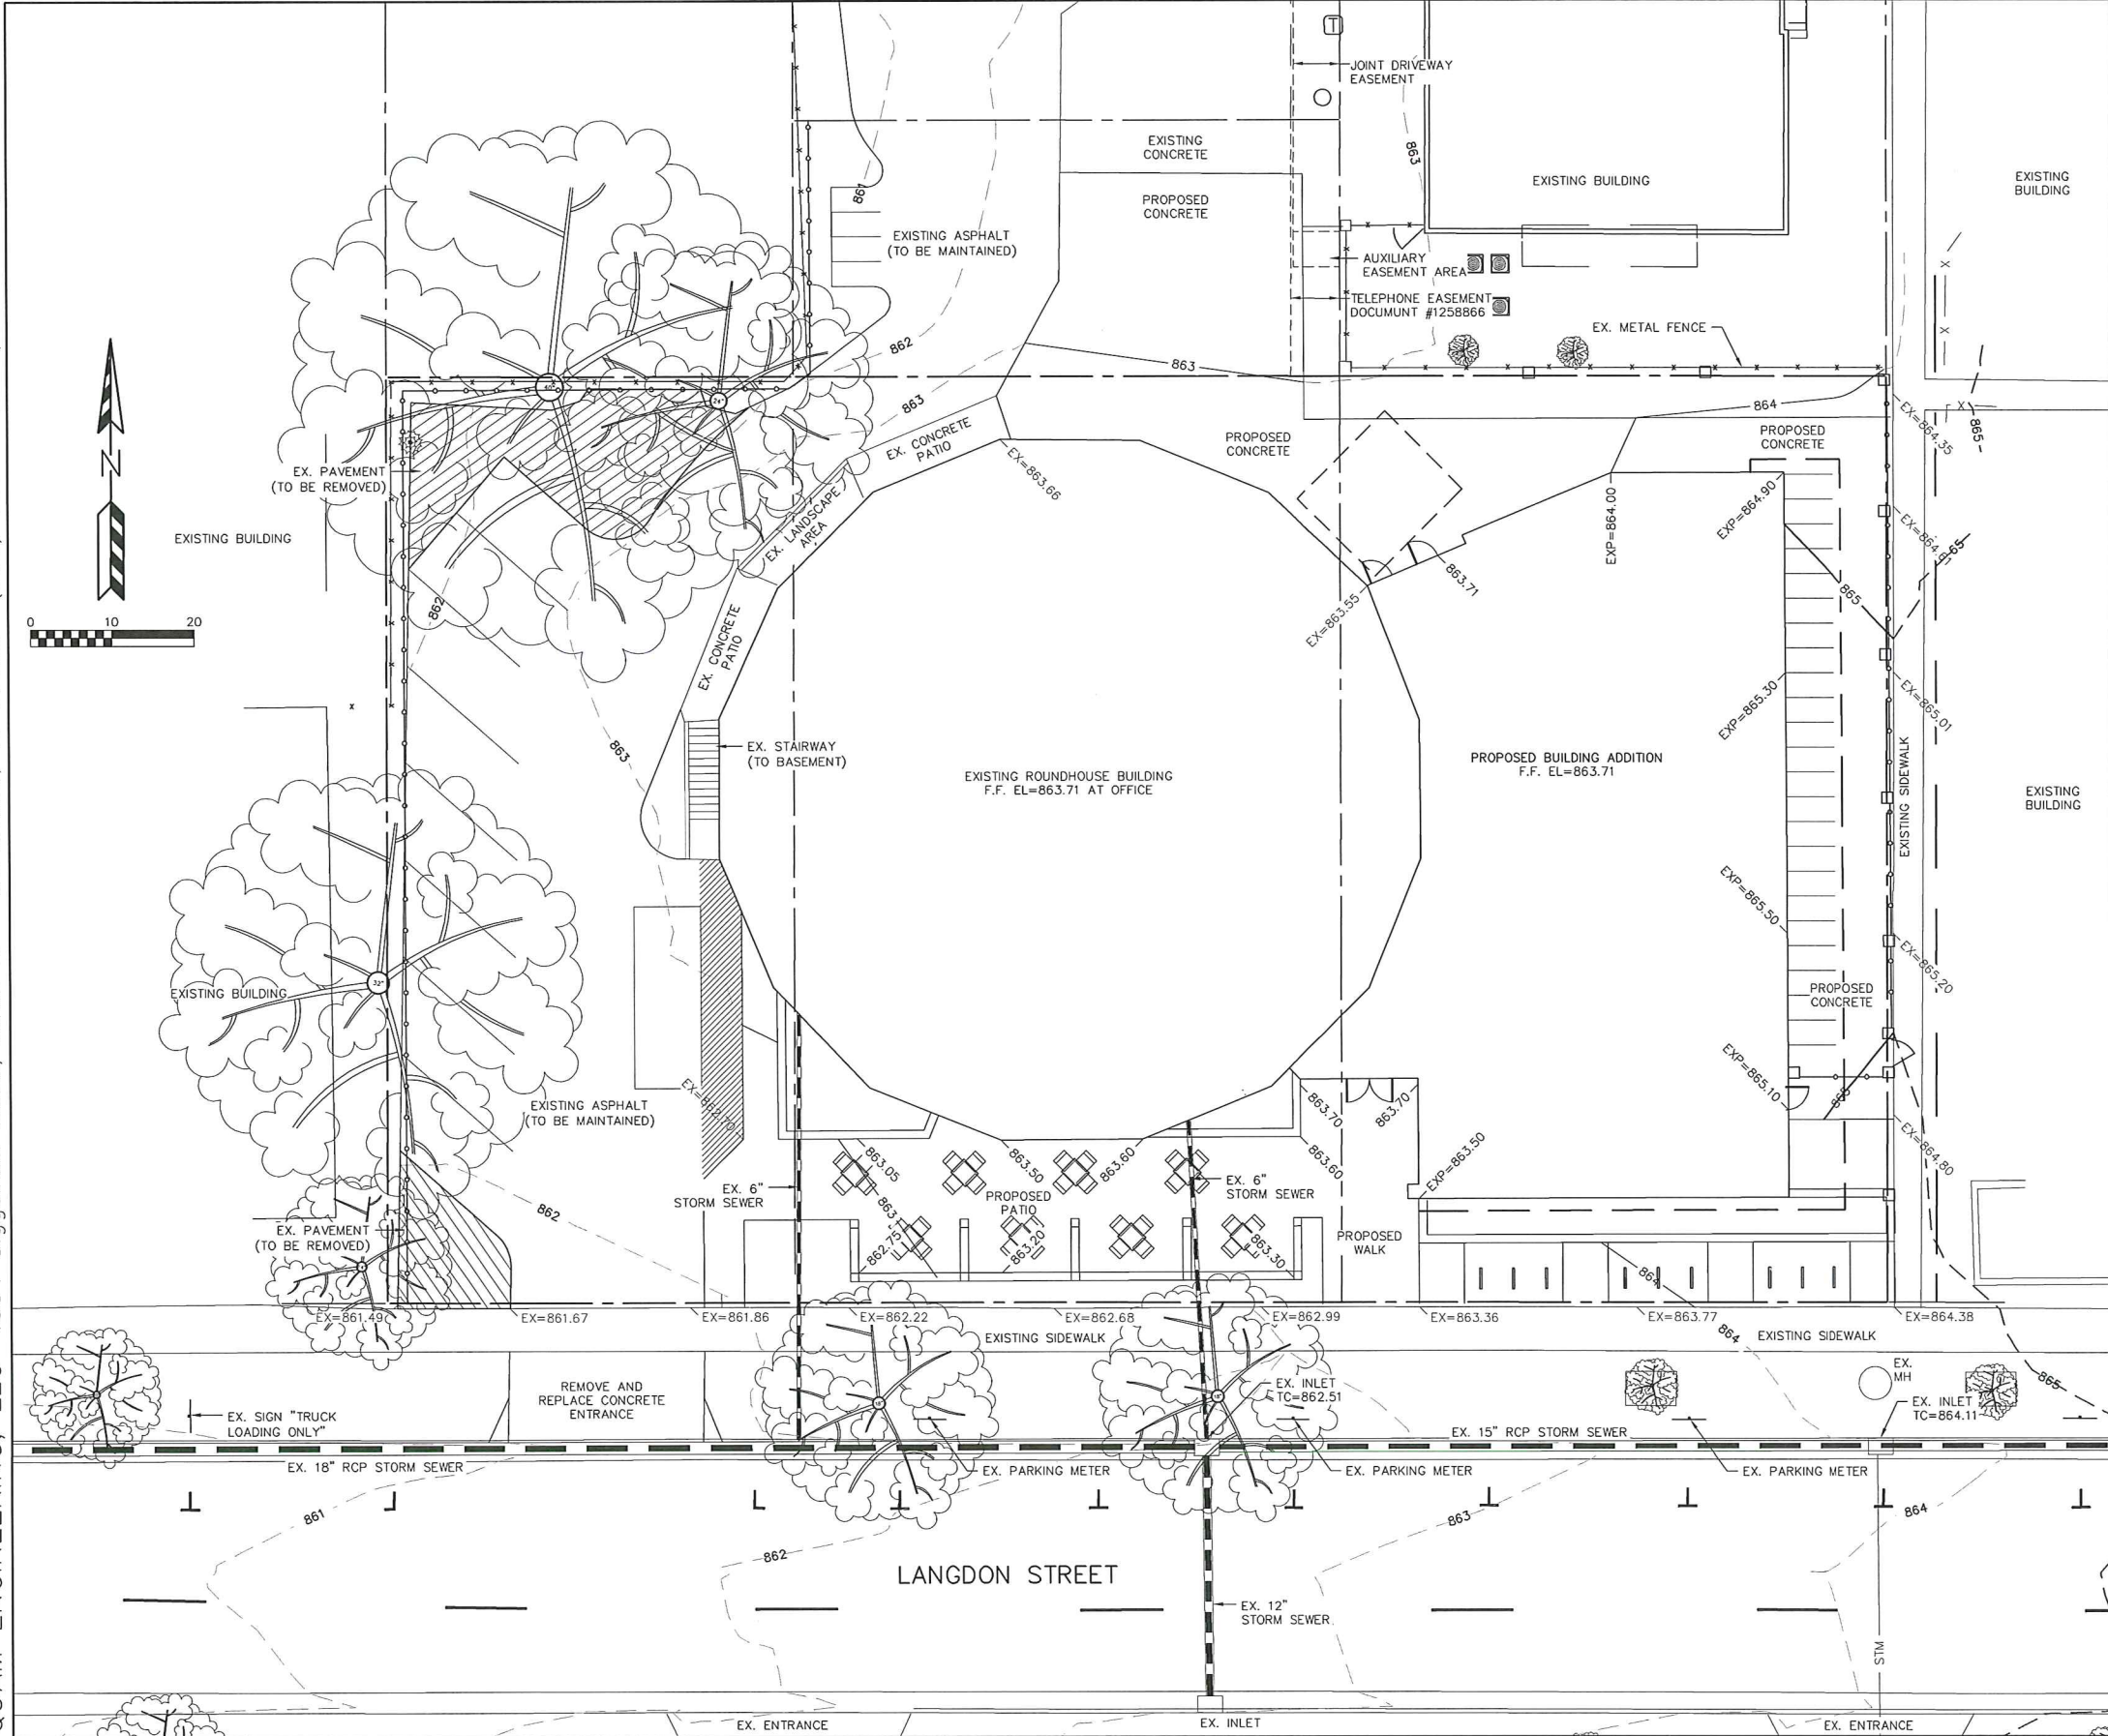 JOINT DRIVEWAY
EASEMENT
T
EXISTING
CONCRETE
863
EXISTING BUILDING
EXISTING
BUILDING
861
PROPOSED
CONCRETE
EXISTING ASPHALT
(TO BE MAINTAINED)
AUXILIARY
EASEMENT AREA
TELEPHONE EASEMENT
DOCUMUNT #1258866
EX. METAL FENCE
862
863
863
864
N
0 10 20
EX. PAVEMENT
(TO BE REMOVED)
EX. CONCRETE
PATIO
EX. LANDSCAPE
AREA
EX=863.66
PROPOSED
CONCRETE
PROPOSED
CONCRETE
EX=864.35
865
EXP=864.00
EXP=864.90
EXISTING BUILDING
24"
862
EX. CONCRETE
PATIO
EX=863.55
863.71
865
EXP=865.30
EX=865.01
863
EX. STAIRWAY
(TO BASEMENT)
EXISTING ROUNDHOUSE BUILDING
F.F. EL=863.71 AT OFFICE
PROPOSED BUILDING ADDITION
F.F. EL=863.71
EXISTING SIDEWALK
EXISTING
BUILDING
EXP=865.50
EX=865.20
EXISTING BUILDING
32"
PROPOSED
CONCRETE
EXP=865.10
865
EX=862.70
EXISTING ASPHALT
(TO BE MAINTAINED)
863.70
863.70
EX=864.80
863.05
863.50
863.60
863.60
EXP=863.50
EX. 6"
STORM SEWER
PROPOSED
PATIO
EX. 6"
STORM SEWER
862
EX. PAVEMENT
(TO BE REMOVED)
863
862.75
863.20
863.30
PROPOSED
WALK
864
EX=861.49
EX=861.67
EX=861.86
EX=862.22
EX=862.68
EX=862.99
EX=863.36
EX=863.77
EX=864.38
EXISTING SIDEWALK
864
EXISTING SIDEWALK
EX.
MH
865
REMOVE AND
REPLACE CONCRETE
ENTRANCE
EX. SIGN "TRUCK
LOADING ONLY"
18"
EX. INLET
TC=862.51
EX. INLET
TC=864.11
EX. 15" RCP STORM SEWER
EX. 18" RCP STORM SEWER
EX. PARKING METER
EX. PARKING METER
EX. PARKING METER
861
863
864
862
LANGDON STREET
EX. 12"
STORM SEWER
STM
EX. ENTRANCE
EX. INLET
EX. ENTRANCE